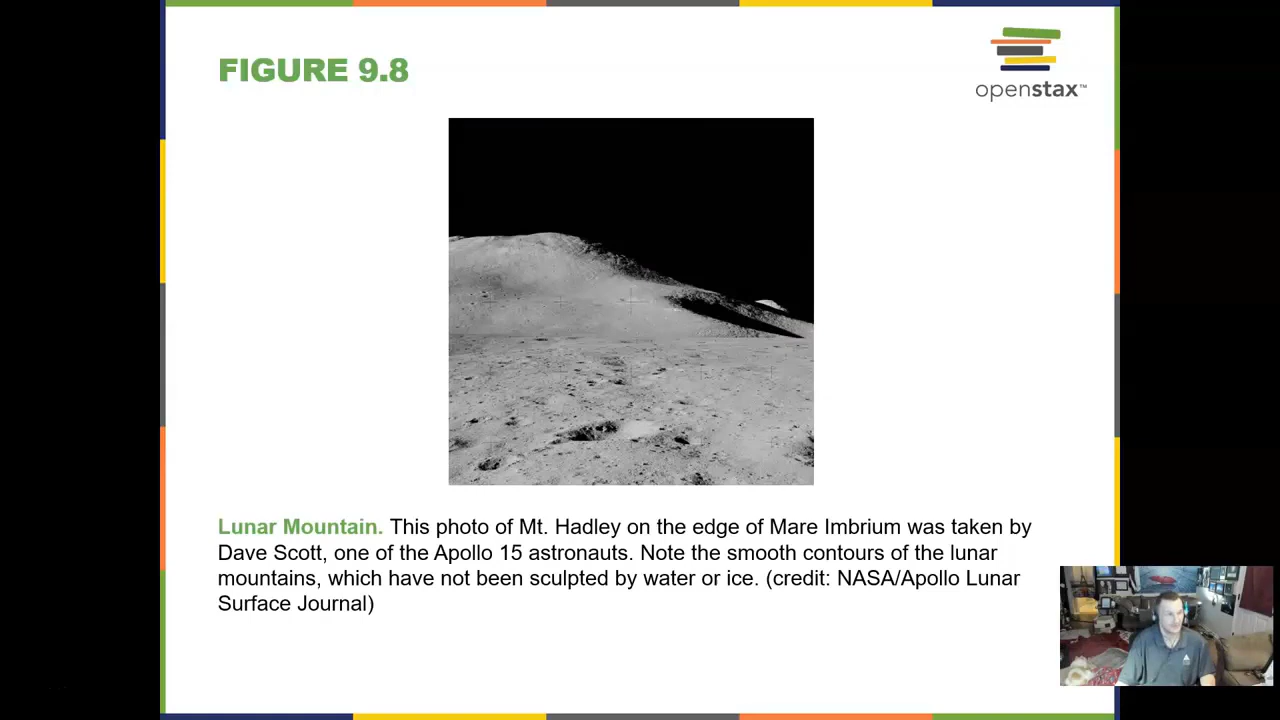 FIGURE 9.8
openstax™
Lunar Mountain. This photo of Mt. Hadley on the edge of Mare Imbrium was taken by
Dave Scott, one of the Apollo 15 astronauts. Note the smooth contours of the lunar
mountains, which have not been sculpted by water or ice. (credit: NASA/Apollo Lunar
Surface Journal)